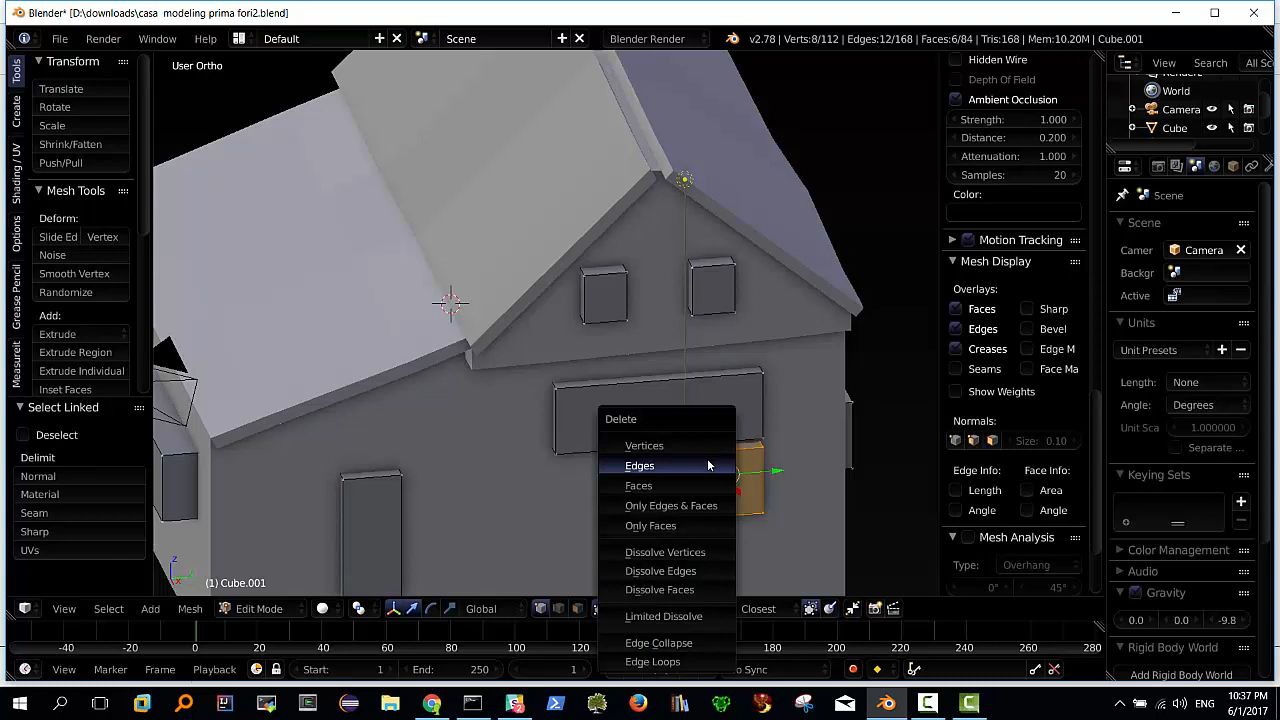 Blender* [D:\downloads\casa modeling prima fori2.blend]
File Render Window Help Default Scene Blender Render v2.78 | Verts:8/112 | Edges:12/168 | Faces:6/84 | Tris:168 | Mem:10.20M | Cube.001
Tools
Create
Shading / UV
Options
Grease Pencil
Measurei
Transform
Translate
Rotate
Scale
Shrink/Fatten
Push/Pull
Mesh Tools
Deform:
Slide Ed Vertex
Noise
Smooth Vertex
Randomize
Add:
Extrude
Extrude Region
Extrude Individual
Inset Faces
Select Linked
Deselect
Delimit
Normal
Material
Seam
Sharp
UVs
User Ortho
(1) Cube.001
Delete
Vertices
Edges
Faces
Only Edges & Faces
Only Faces
Dissolve Vertices
Dissolve Edges
Dissolve Faces
Limited Dissolve
Edge Collapse
Edge Loops
Hidden Wire
Depth Of Field
Ambient Occlusion
Strength: 1.000
Distance: 0.200
Attenuation: 1.000
Samples: 20
Color:
Motion Tracking
Mesh Display
Overlays:
Faces Sharp
Edges Bevel
Creases Edge M
Seams Face Ma
Show Weights
Normals:
Size: 0.10
Edge Info: Face Info:
Length Area
Angle Angle
Mesh Analysis
Type: Overhang
0° 45°
View Search All Sc
World
Camera
Cube
Scene
Scene
Camer Camera
Backgr
Active
Units
Unit Presets
Length: None
Angle: Degrees
Unit Sca 1.000000
Separate ...
Keying Sets
Color Management
Audio
Gravity
0.0 0.0 -9.8
Rigid Body World
Add Rigid Body World
View Select Add Mesh Edit Mode Global Closest
-40 -20 0 20 40 60 80 100 120 180 200 220 240 260 280
View Marker Frame Playback Start: 1 End: 250 1 No Sync
ENG
10:37 PM
6/1/2017